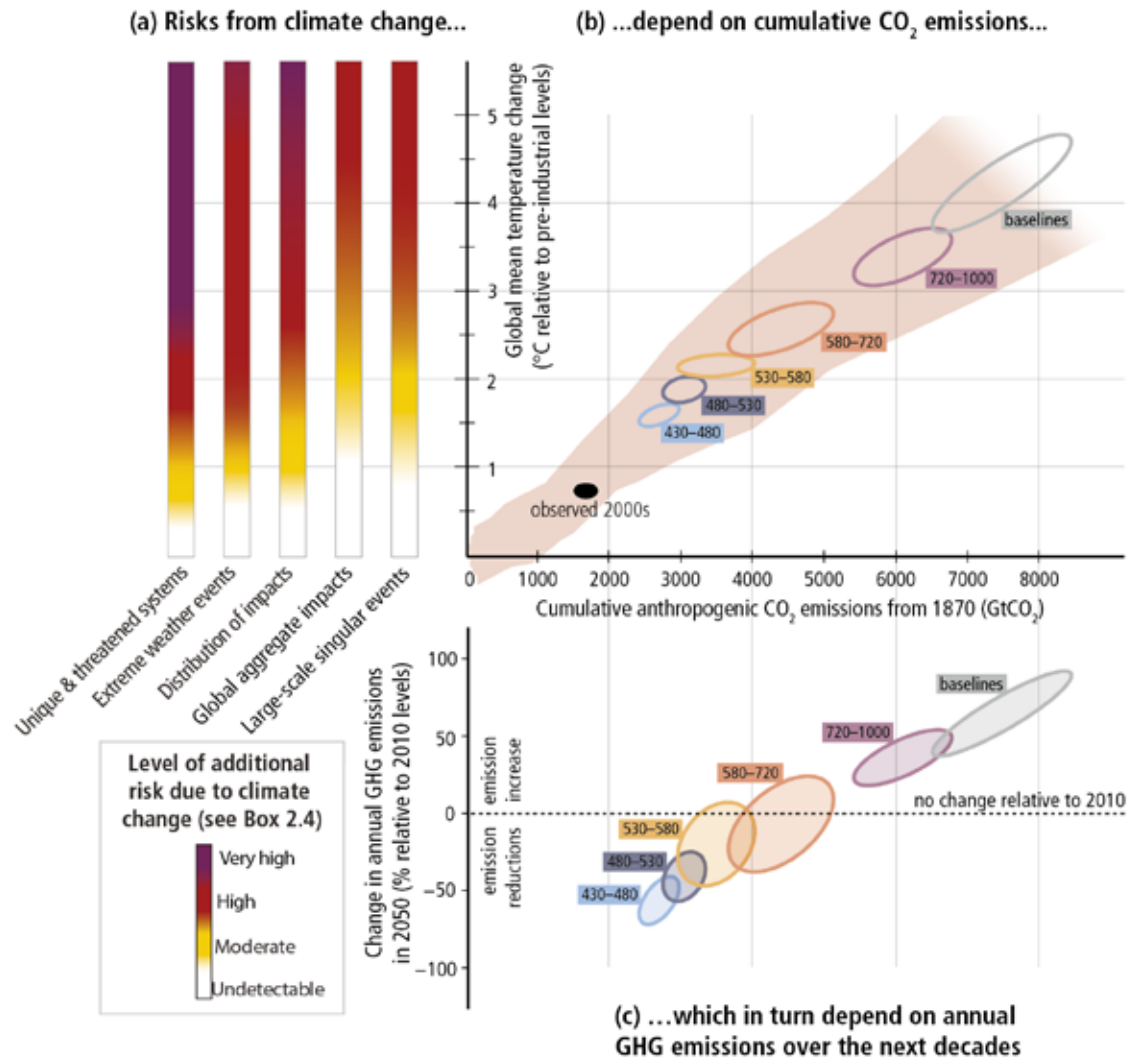 (a) Risks from climate change...
(b) ...depend on cumulative CO₂ emissions...
Global mean temperature change
(°C relative to pre-industrial levels)
5
4
3
2
1
baselines
720–1000
580–720
530–580
480–530
430–480
observed 2000s
0 1000 2000 3000 4000 5000 6000 7000 8000
Cumulative anthropogenic CO₂ emissions from 1870 (GtCO₂)
Unique & threatened systems
Extreme weather events
Distribution of impacts
Global aggregate impacts
Large-scale singular events
Level of additional
risk due to climate
change (see Box 2.4)
Very high
High
Moderate
Undetectable
Change in annual GHG emissions
in 2050 (% relative to 2010 levels)
100
50
0
−50
−100
emission
increase
emission
reductions
baselines
720–1000
580–720
no change relative to 2010
530–580
480–530
430–480
(c) ...which in turn depend on annual
GHG emissions over the next decades